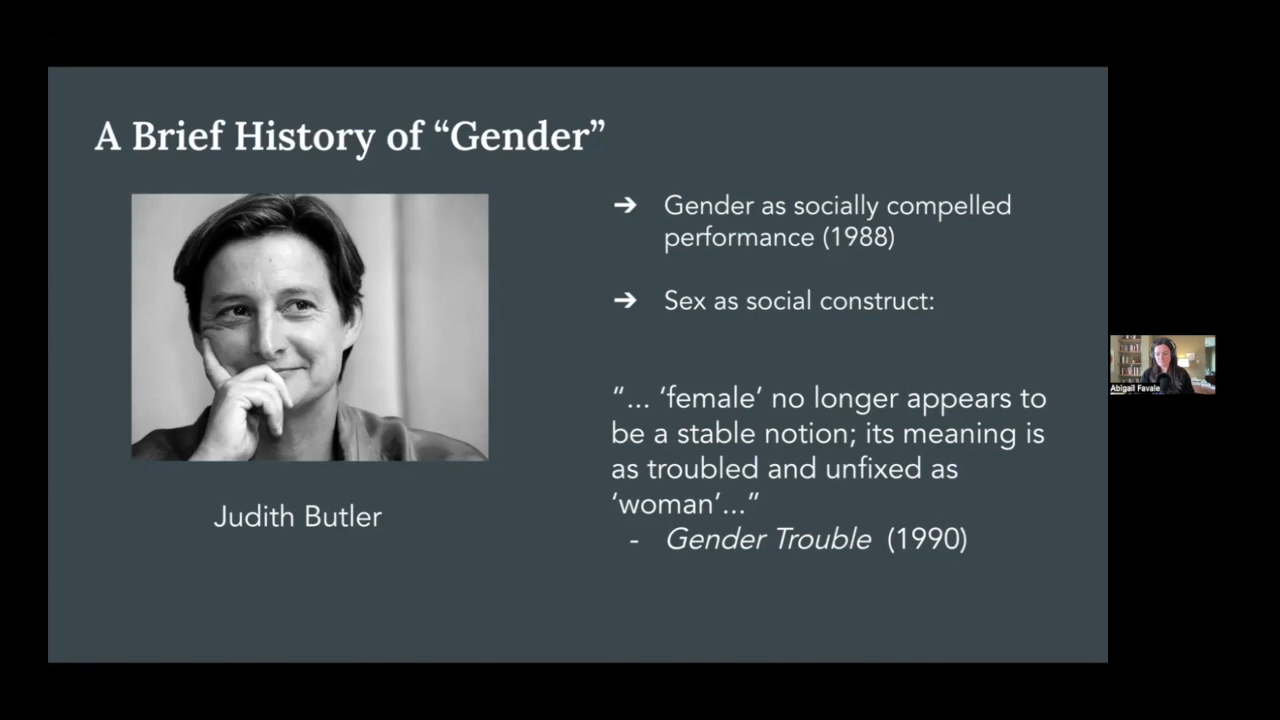 A Brief History of “Gender”
➔ Gender as socially compelled
performance (1988)
➔ Sex as social construct:
“... ‘female’ no longer appears to
be a stable notion; its meaning is
as troubled and unfixed as
‘woman’...”
- Gender Trouble (1990)
Judith Butler
Abigail Favale